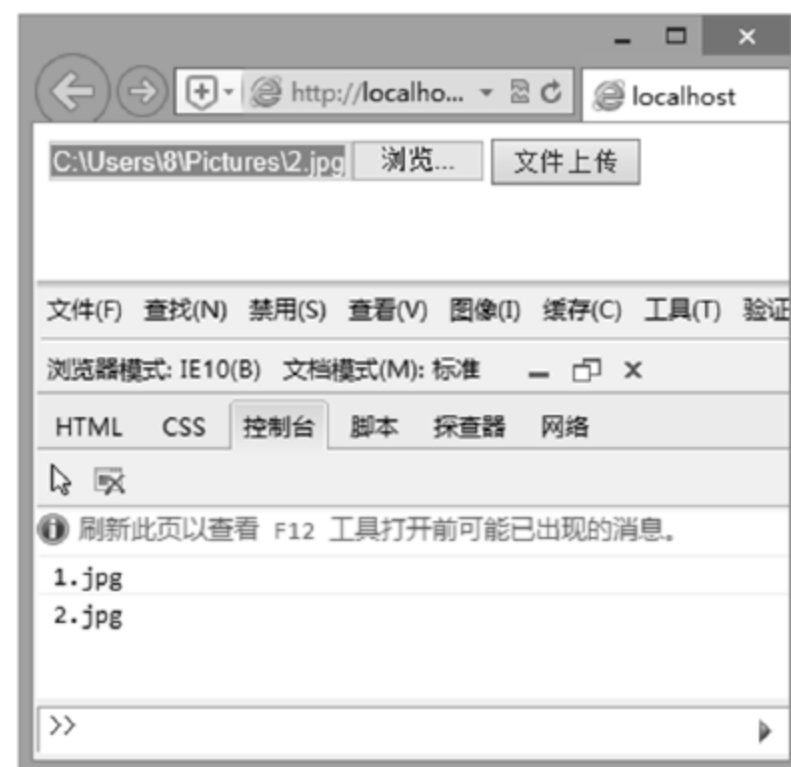 http://localho... localhost
C:\Users\8\Pictures\2.jpg 浏览... 文件上传
文件(F) 查找(N) 禁用(S) 查看(V) 图像(I) 缓存(C) 工具(T) 验证
浏览器模式: IE10(B) 文档模式(M): 标准
HTML CSS 控制台 脚本 探查器 网络
刷新此页以查看 F12 工具打开前可能已出现的消息。
1.jpg
2.jpg
>>